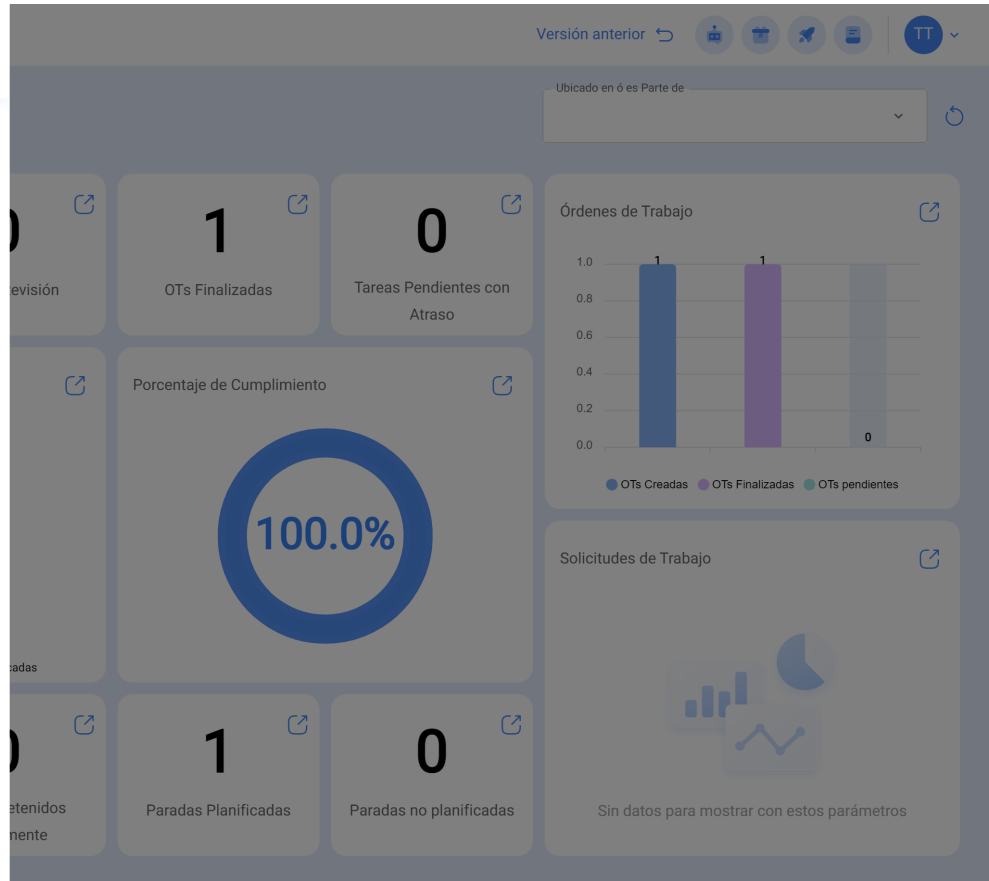 Versión anterior
TT
Ubicado en ó es Parte de
1
0
evisión
OTs Finalizadas
Tareas Pendientes con
Atraso
Órdenes de Trabajo
1.0
0.8
0.6
0.4
0.2
0.0
1
1
0
OTs Creadas OTs Finalizadas OTs pendientes
Porcentaje de Cumplimiento
100.0%
cadas
Solicitudes de Trabajo
Sin datos para mostrar con estos parámetros
1
0
etenidos
mente
Paradas Planificadas
Paradas no planificadas